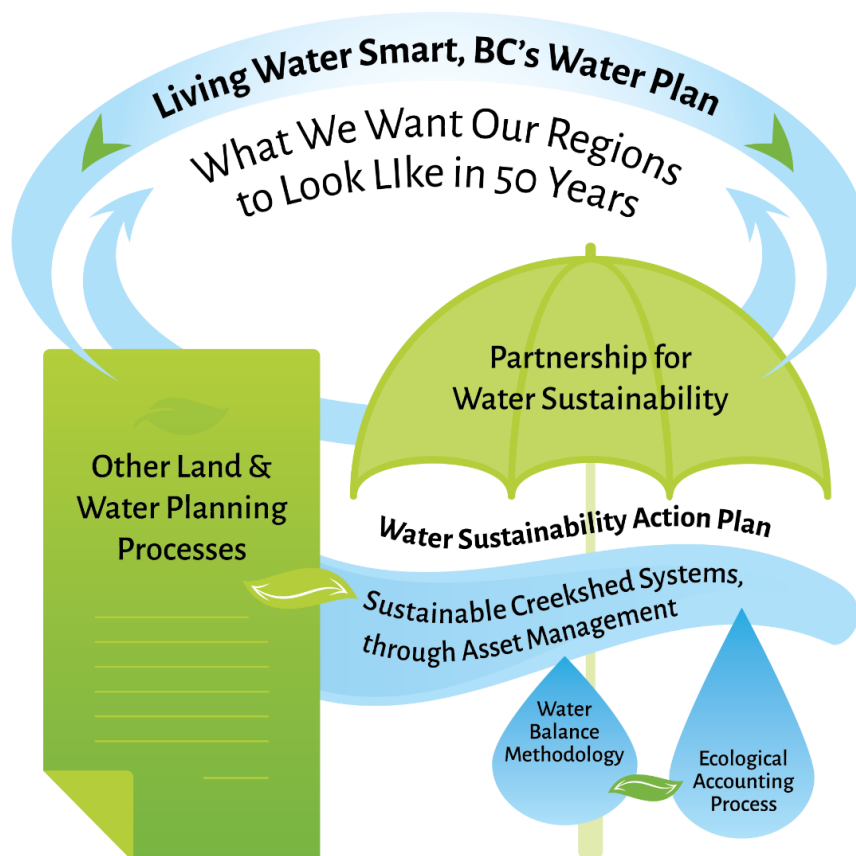 Living Water Smart, BC's Water Plan
What We Want Our Regions
to Look LIke in 50 Years
Partnership for
Water Sustainability
Other Land &
Water Planning
Processes
Water Sustainability Action Plan
Sustainable Creekshed Systems,
through Asset Management
Water
Balance
Methodology
Ecological
Accounting
Process